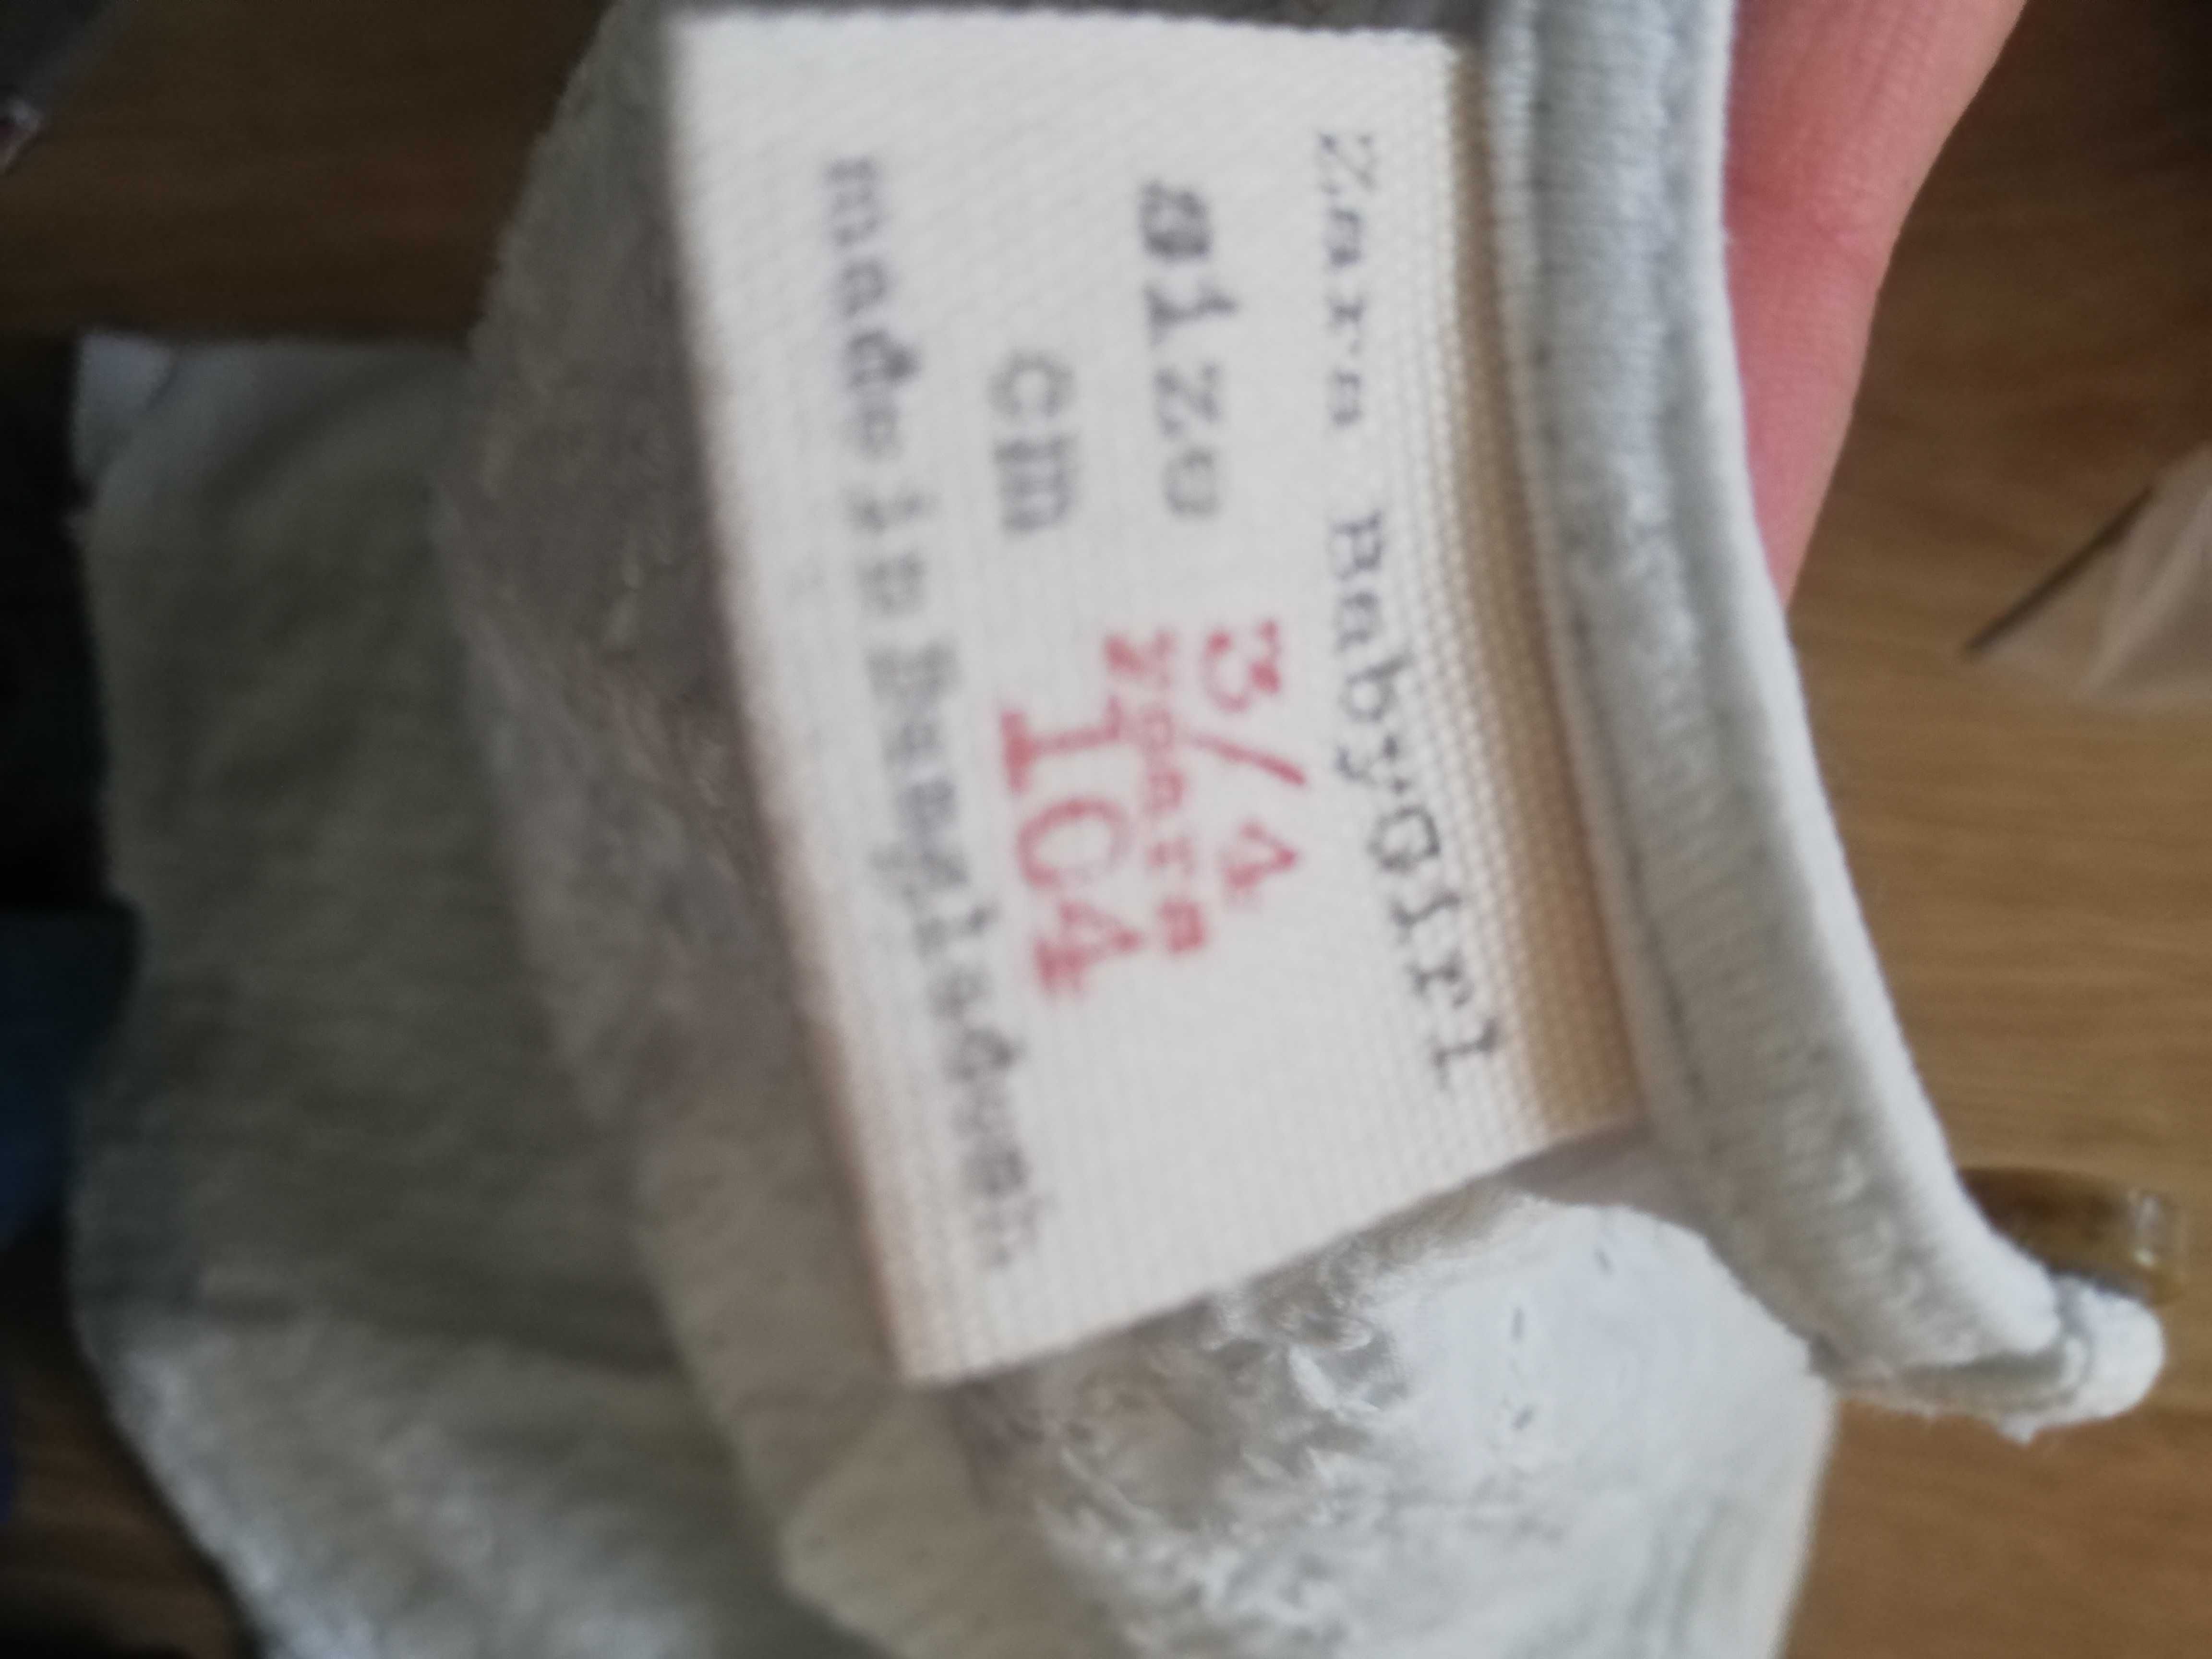 Zara BabyGirl
size 3/4
years
cm 104
made in Bangladesh